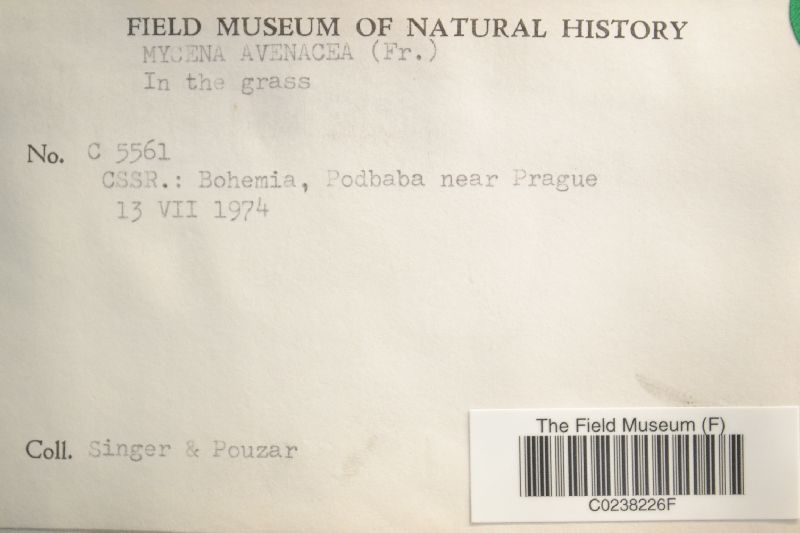 FIELD MUSEUM OF NATURAL HISTORY
MYCENA AVENACEA (Fr.)
In the grass
No. C 5561
CSSR.: Bohemia, Podbaba near Prague
13 VII 1974
Coll. Singer & Pouzar
The Field Museum (F)
C0238226F